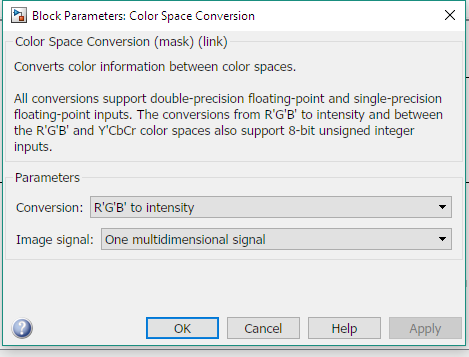 Block Parameters: Color Space Conversion
Color Space Conversion (mask) (link)
Converts color information between color spaces.
All conversions support double-precision floating-point and single-precision
floating-point inputs. The conversions from R'G'B' to intensity and between
the R'G'B' and Y'CbCr color spaces also support 8-bit unsigned integer
inputs.
Parameters
Conversion: R'G'B' to intensity
Image signal: One multidimensional signal
OK Cancel Help Apply